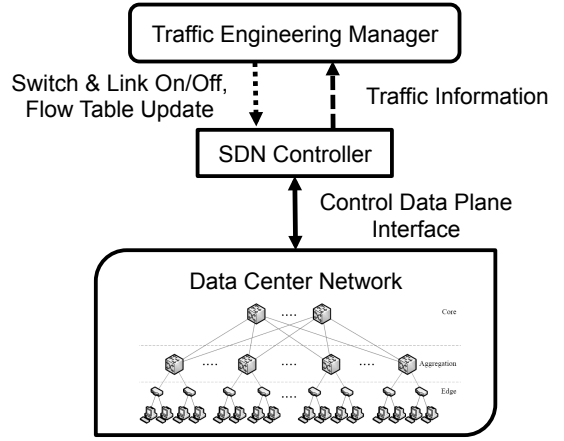 Traffic Engineering Manager
Switch & Link On/Off,
Flow Table Update
Traffic Information
SDN Controller
Control Data Plane
Interface
Data Center Network
....
Core
.... .... ....
Aggregation
Edge
....